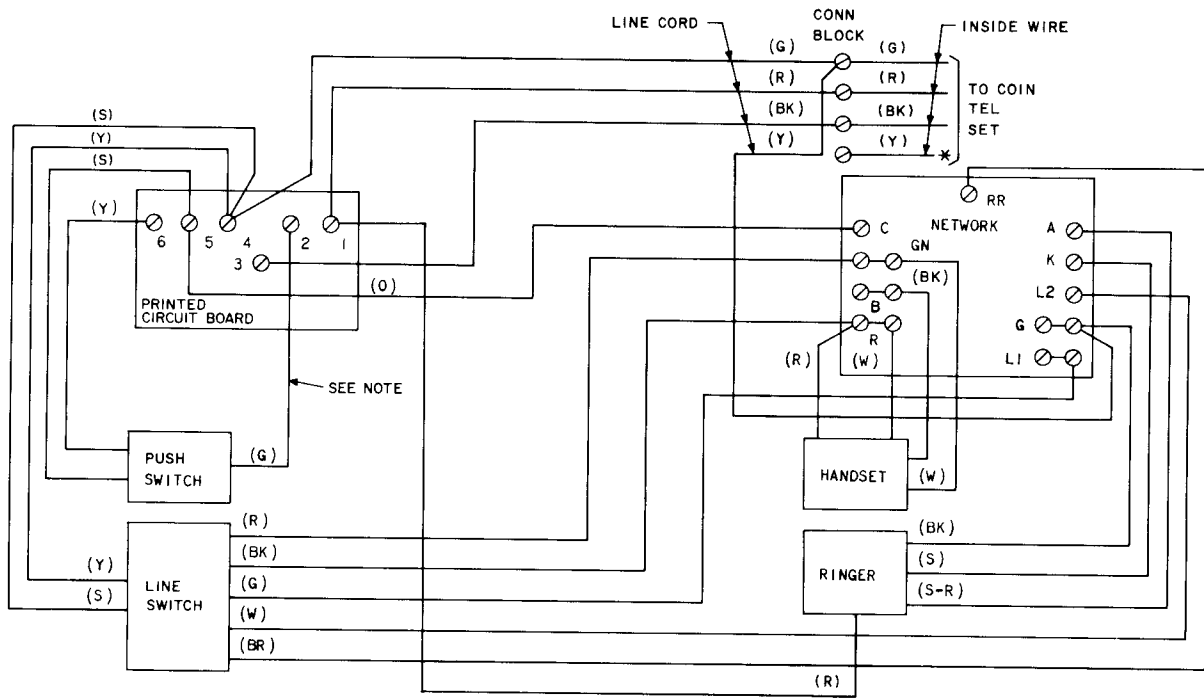 LINE CORD
CONN
BLOCK
INSIDE WIRE
(G)
(G)
(R)
(R)
(BK)
(BK)
(Y)
(Y)
*
TO COIN
TEL
SET
(S)
(Y)
(S)
(Y)
6
5
4
2
1
3
(O)
PRINTED
CIRCUIT BOARD
RR
NETWORK
C
A
GN
K
(BK)
L2
B
G
R
(R)
(W)
L1
SEE NOTE
PUSH
SWITCH
(G)
HANDSET
(W)
(R)
(BK)
(G)
(W)
(BR)
(Y)
(S)
LINE
SWITCH
RINGER
(BK)
(S)
(S-R)
(R)